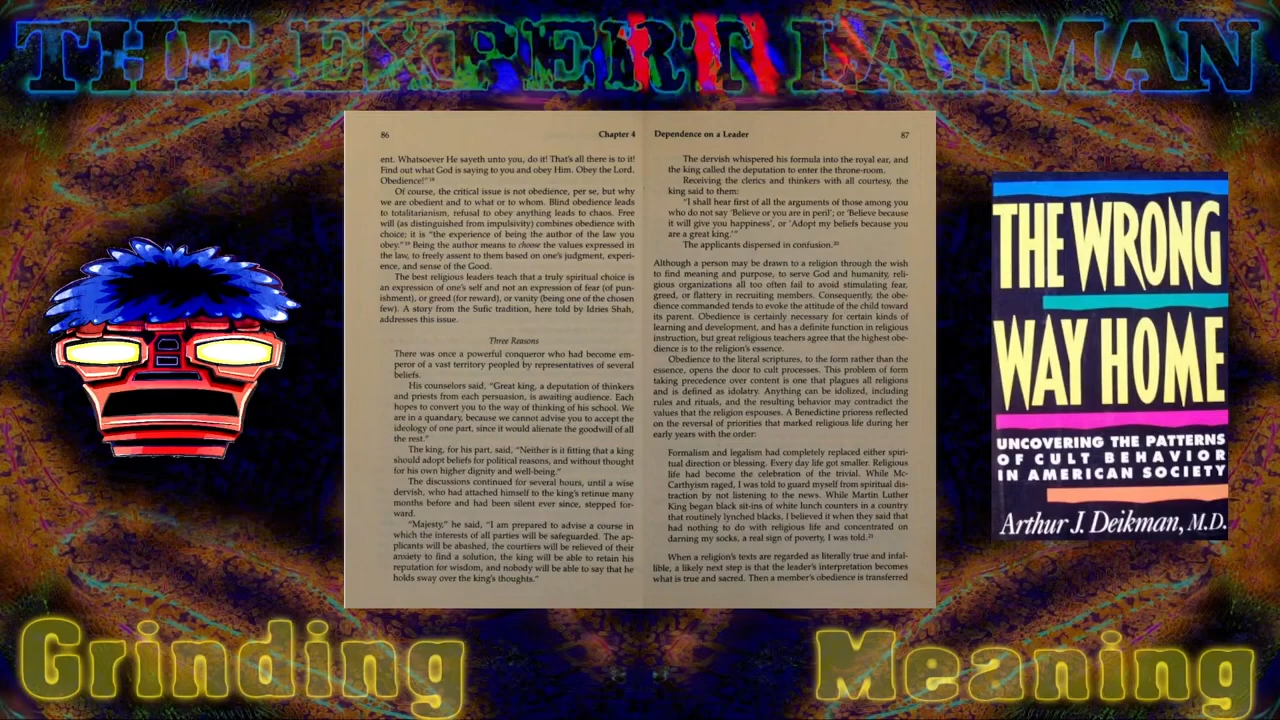 THE EXPERT LAYMAN
86 Chapter 4
ent. Whatsoever He sayeth unto you, do it! That's all there is to it!
Find out what God is saying to you and obey Him. Obey the Lord.
Obedience!"18
Of course, the critical issue is not obedience, per se, but why
we are obedient and to what or to whom. Blind obedience leads
to totalitarianism, refusal to obey anything leads to chaos. Free
will (as distinguished from impulsivity) combines obedience with
choice; it is "the experience of being the author of the law you
obey."19 Being the author means to choose the values expressed in
the law, to freely assent to them based on one's judgment, experi-
ence, and sense of the Good.
The best religious leaders teach that a truly spiritual choice is
an expression of one's self and not an expression of fear (of pun-
ishment), or greed (for reward), or vanity (being one of the chosen
few). A story from the Sufic tradition, here told by Idries Shah,
addresses this issue.
Three Reasons
There was once a powerful conqueror who had become em-
peror of a vast territory peopled by representatives of several
beliefs.
His counselors said, "Great king, a deputation of thinkers
and priests from each persuasion, is awaiting audience. Each
hopes to convert you to the way of thinking of his school. We
are in a quandary, because we cannot advise you to accept the
ideology of one part, since it would alienate the goodwill of all
the rest."
The king, for his part, said, "Neither is it fitting that a king
should adopt beliefs for political reasons, and without thought
for his own higher dignity and well-being."
The discussions continued for several hours, until a wise
dervish, who had attached himself to the king's retinue many
months before and had been silent ever since, stepped for-
ward.
"Majesty," he said, "I am prepared to advise a course in
which the interests of all parties will be safeguarded. The ap-
plicants will be abashed, the courtiers will be relieved of their
anxiety to find a solution, the king will be able to retain his
reputation for wisdom, and nobody will be able to say that he
holds sway over the king's thoughts."
Dependence on a Leader 87
The dervish whispered his formula into the royal ear, and
the king called the deputation to enter the throne-room.
Receiving the clerics and thinkers with all courtesy, the
king said to them:
"I shall hear first of all the arguments of those among you
who do not say 'Believe or you are in peril'; or 'Believe because
it will give you happiness', or 'Adopt my beliefs because you
are a great king.'"
The applicants dispersed in confusion.20
Although a person may be drawn to a religion through the wish
to find meaning and purpose, to serve God and humanity, reli-
gious organizations all too often fail to avoid stimulating fear,
greed, or flattery in recruiting members. Consequently, the obe-
dience commanded tends to evoke the attitude of the child toward
its parent. Obedience is certainly necessary for certain kinds of
learning and development, and has a definite function in religious
instruction, but great religious teachers agree that the highest obe-
dience is to the religion's essence.
Obedience to the literal scriptures, to the form rather than the
essence, opens the door to cult processes. This problem of form
taking precedence over content is one that plagues all religions
and is defined as idolatry. Anything can be idolized, including
rules and rituals, and the resulting behavior may contradict the
values that the religion espouses. A Benedictine prioress reflected
on the reversal of priorities that marked religious life during her
early years with the order:
Formalism and legalism had completely replaced either spiri-
tual direction or blessing. Every day life got smaller. Religious
life had become the celebration of the trivial. While Mc-
Carthyism raged, I was told to guard myself from spiritual dis-
traction by not listening to the news. While Martin Luther
King began black sit-ins of white lunch counters in a country
that routinely lynched blacks, I believed it when they said that
had nothing to do with religious life and concentrated on
darning my socks, a real sign of poverty, I was told.21
When a religion's texts are regarded as literally true and infal-
lible, a likely next step is that the leader's interpretation becomes
what is true and sacred. Then a member's obedience is transferred
THE WRONG
WAY HOME
UNCOVERING THE PATTERNS
OF CULT BEHAVIOR
IN AMERICAN SOCIETY
Arthur J. Deikman, M.D.
Grinding Meaning